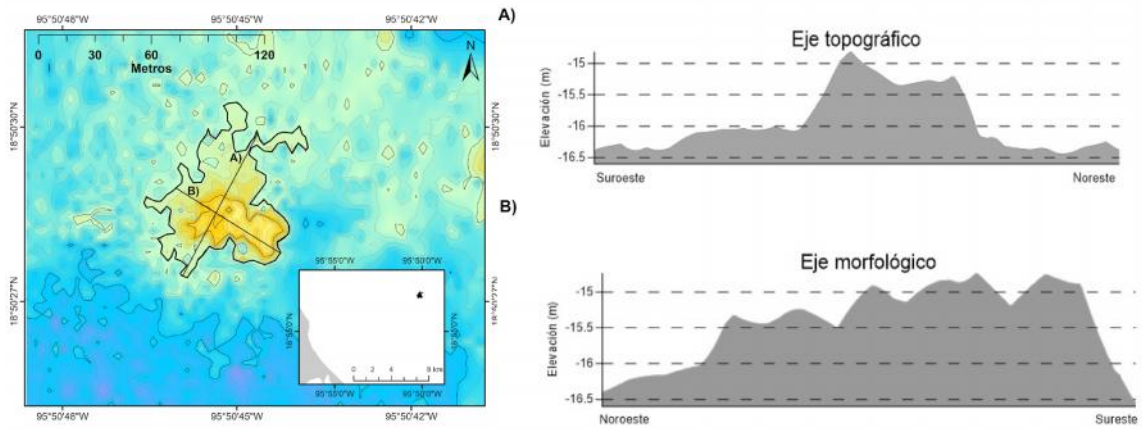 95°50'48"W 95°50'45"W 95°50'42"W
0 30 60 120
Metros
N
18°50'30"N
18°50'30"N
A)
B)
18°50'27"N
95°55'0"W 95°50'0"W
18°55'0"N
95°55'0"W 95°50'0"W
0 2 4 8 km
95°50'48"W 95°50'45"W 95°50'42"W
A)
Eje topográfico
Elevación (m)
-15
-15.5
-16
-16.5
Suroeste Noreste
B)
Eje morfológico
Elevación (m)
-15
-15.5
-16
-16.5
Noroeste Sureste